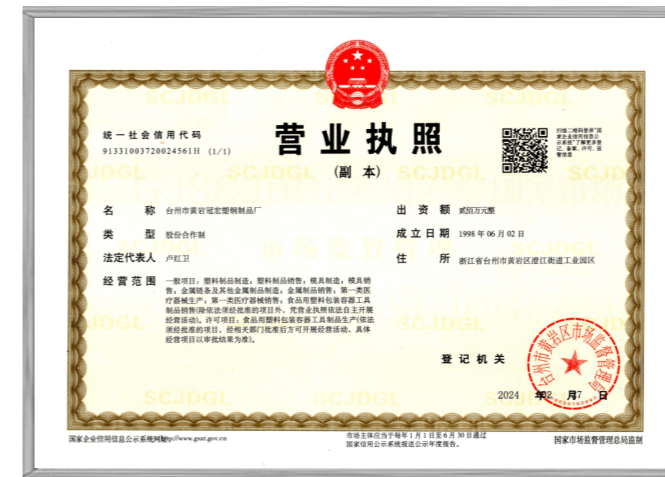 统一社会信用代码
91331003720024561H (1/1)
营业执照
(副 本)
扫描二维码登录"国
家企业信用信息公
示系统"了解更多登
记、备案、许可、监
管信息
名 称 台州市黄岩冠宏塑钢制品厂
类 型 股份合作制
法定代表人 卢红卫
经营范围 一般项目:塑料制品制造,塑料制品销售,模具制造,模具销
售,金属链条及其他金属制品制造,金属制品销售,第一类医
疗器械生产,第一类医疗器械销售,食品用塑料包装容器工具
制品销售(除依法须经批准的项目外,凭营业执照依法自主开展
经营活动)。许可项目:食品用塑料包装容器工具制品生产(依法
须经批准的项目,经相关部门批准后方可开展经营活动,具体
经营项目以审批结果为准)。
出 资 额 贰佰万元整
成立日期 1998 年 06 月 02 日
住 所 浙江省台州市黄岩区澄江街道工业园区
登记机关
台州市黄岩区市场监督管理局
2024 年 02 月 日
国家企业信用信息公示系统网址:http://www.gsxt.gov.cn
市场主体应当于每年1月1日至6月30日通过
国家信用公示系统报送公示年度报告。
国家市场监督管理总局监制
SCJDGL
市场监督管理